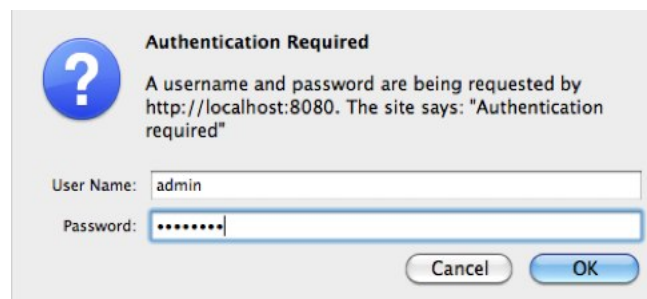 Authentication Required
A username and password are being requested by
http://localhost:8080. The site says: "Authentication
required"
User Name: admin
Password: ••••••••
Cancel OK